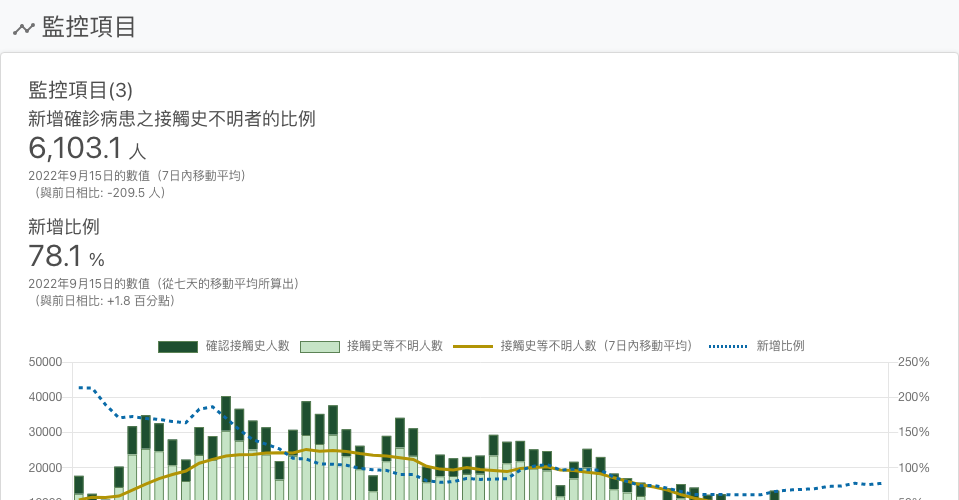 監控項目
監控項目(3)
新增確診病患之接觸史不明者的比例
6,103.1 人
2022年9月15日的數值（7日內移動平均）
（與前日相比: -209.5 人）
新增比例
78.1 %
2022年9月15日的數值（從七天的移動平均所算出）
（與前日相比: +1.8 百分點）
確認接觸史人數 接觸史等不明人數 接觸史等不明人數（7日內移動平均） 新增比例
50000 250%
40000 200%
30000 150%
20000 100%